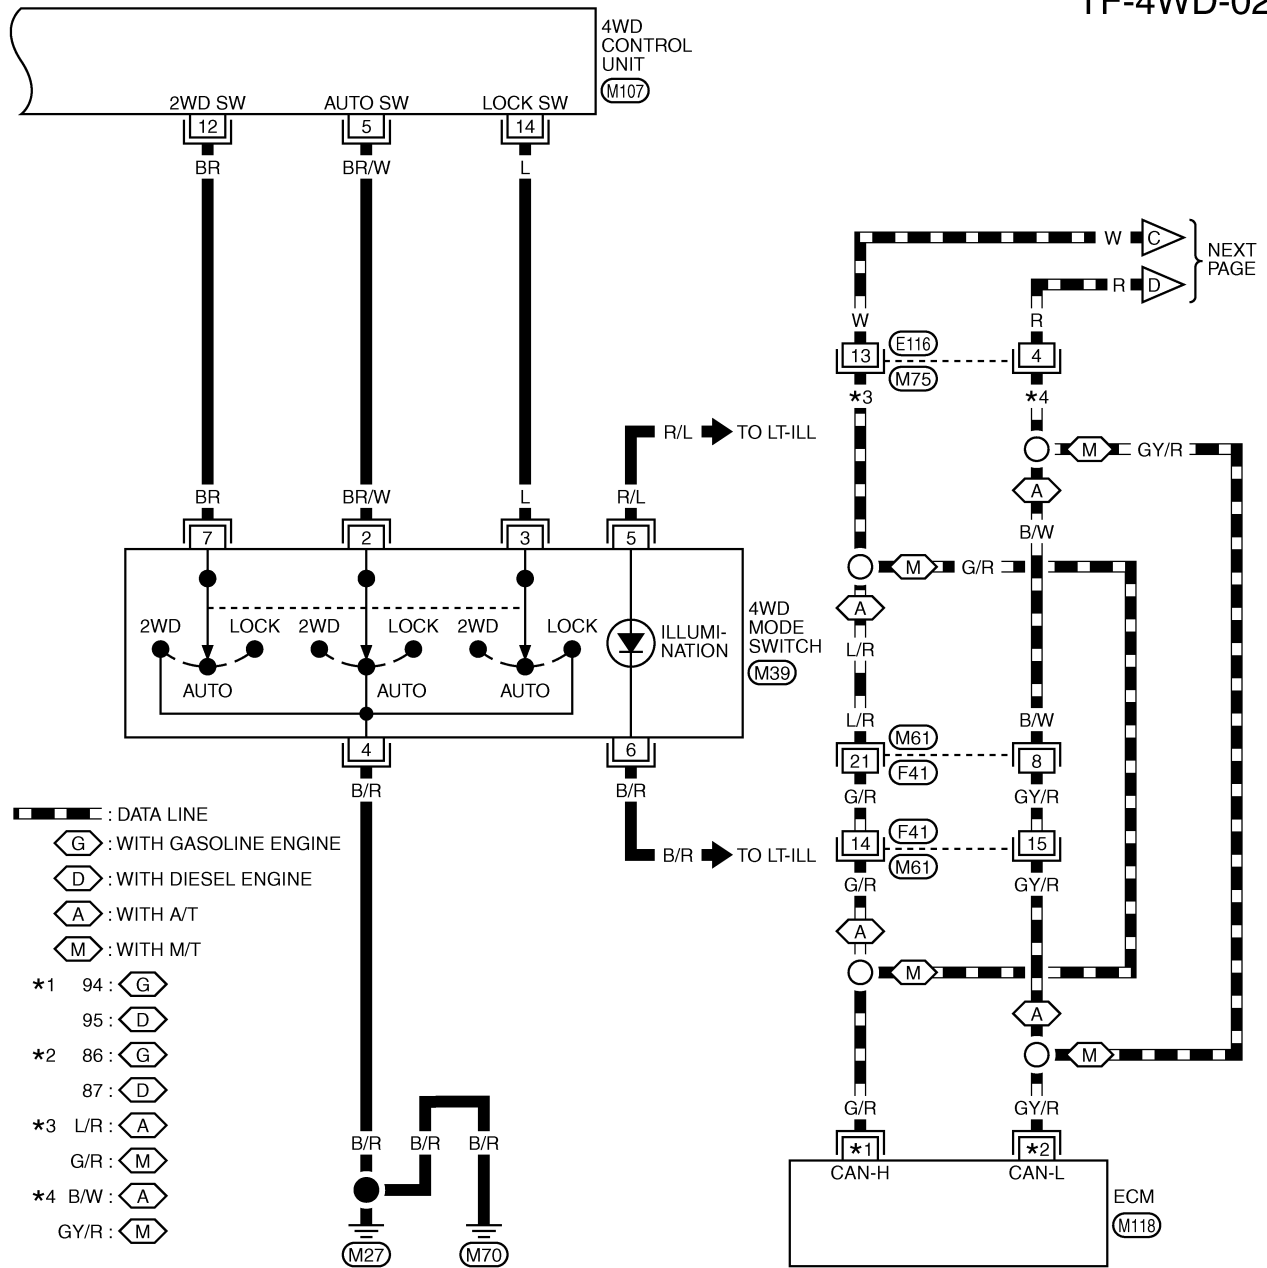 TF-4WD-02
4WD
CONTROL
UNIT
M107
2WD SW AUTO SW LOCK SW
12 5 14
BR BR/W L
W C
NEXT
PAGE
R D
W R
13 E116 4
M75
*3 *4
R/L TO LT-ILL
M GY/R
A
BR BR/W L R/L
7 2 3 5
B/W
M G/R
A
2WD LOCK 2WD LOCK 2WD LOCK
AUTO AUTO AUTO
ILLUMI-
NATION
4WD
MODE
SWITCH
M39
L/R
L/R B/W
M61
21 8
F41
4 6
B/R B/R
G/R GY/R
F41
14 15
M61
B/R TO LT-ILL
G/R GY/R
A
M
A
M
: DATA LINE
G : WITH GASOLINE ENGINE
D : WITH DIESEL ENGINE
A : WITH A/T
M : WITH M/T
*1 94 : G
95 : D
*2 86 : G
87 : D
*3 L/R : A
G/R : M
*4 B/W : A
GY/R : M
B/R B/R B/R
M27 M70
G/R GY/R
*1 *2
CAN-H CAN-L
ECM
M118